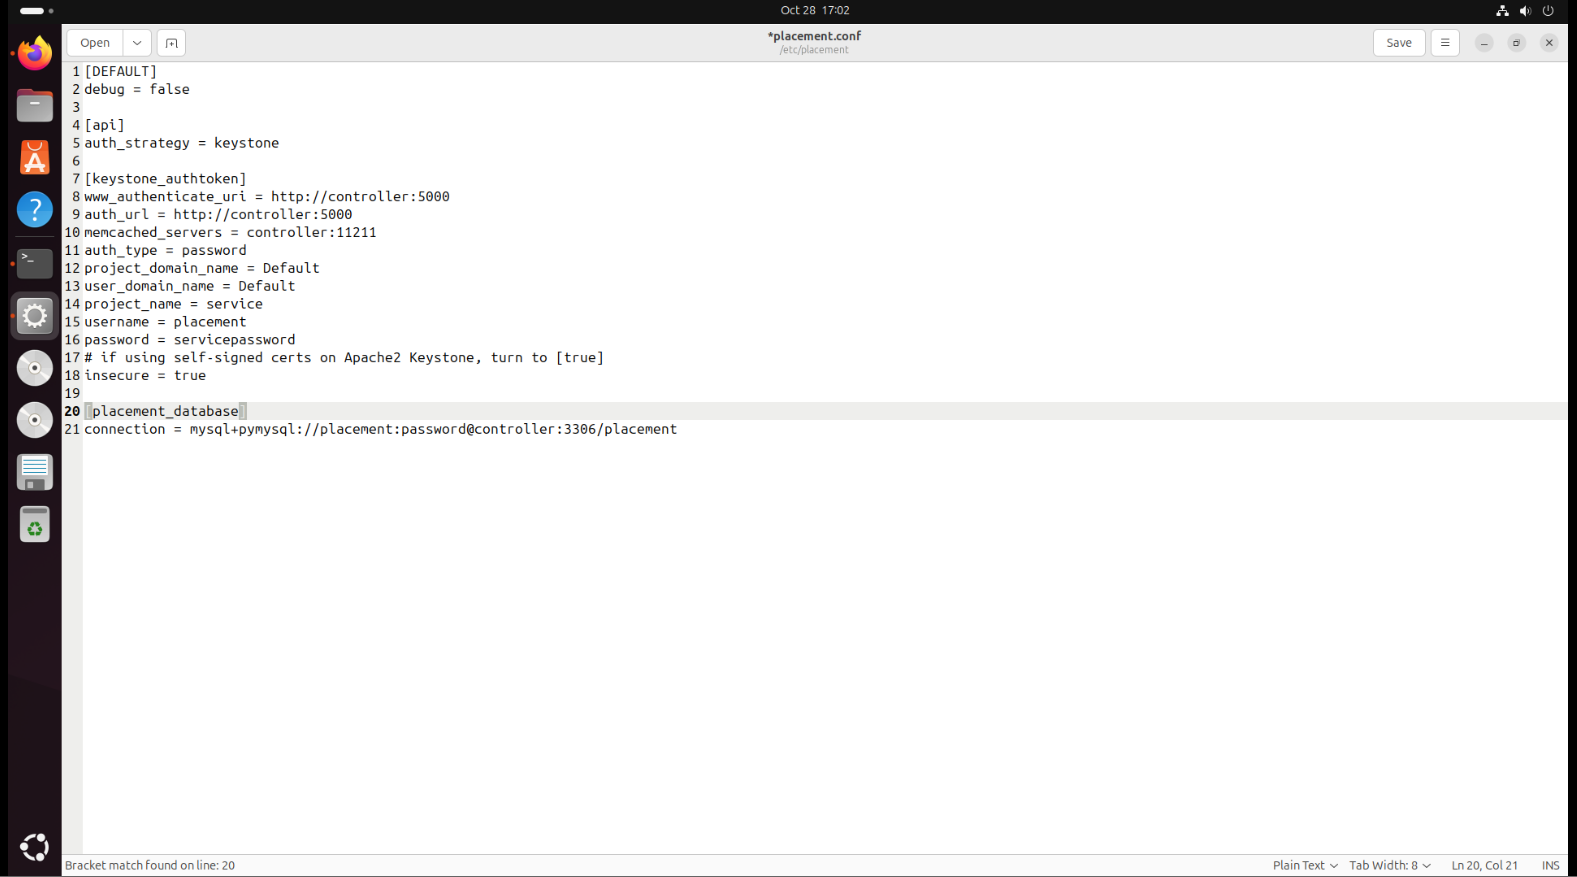 Oct 28 17:02
Open
*placement.conf
/etc/placement
Save
1 [DEFAULT]
2 debug = false
3
4 [api]
5 auth_strategy = keystone
6
7 [keystone_authtoken]
8 www_authenticate_uri = http://controller:5000
9 auth_url = http://controller:5000
10 memcached_servers = controller:11211
11 auth_type = password
12 project_domain_name = Default
13 user_domain_name = Default
14 project_name = service
15 username = placement
16 password = servicepassword
17 # if using self-signed certs on Apache2 Keystone, turn to [true]
18 insecure = true
19
20 [placement_database]
21 connection = mysql+pymysql://placement:password@controller:3306/placement
Bracket match found on line: 20
Plain Text
Tab Width: 8
Ln 20, Col 21
INS